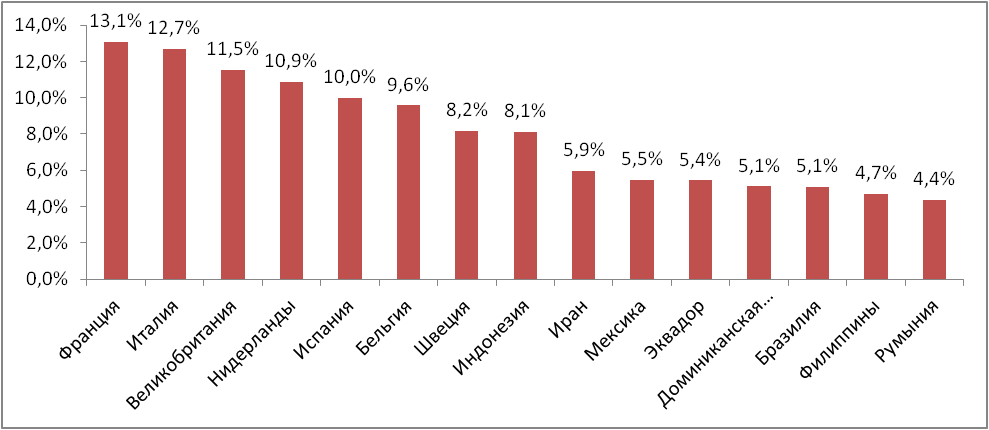 14,0%
12,0%
10,0%
8,0%
6,0%
4,0%
2,0%
0,0%
13,1%
12,7%
11,5%
10,9%
10,0%
9,6%
8,2%
8,1%
5,9%
5,5%
5,4%
5,1%
5,1%
4,7%
4,4%
Франция
Италия
Великобритания
Нидерланды
Испания
Бельгия
Швеция
Индонезия
Иран
Мексика
Эквадор
Доминиканская...
Бразилия
Филиппины
Румыния